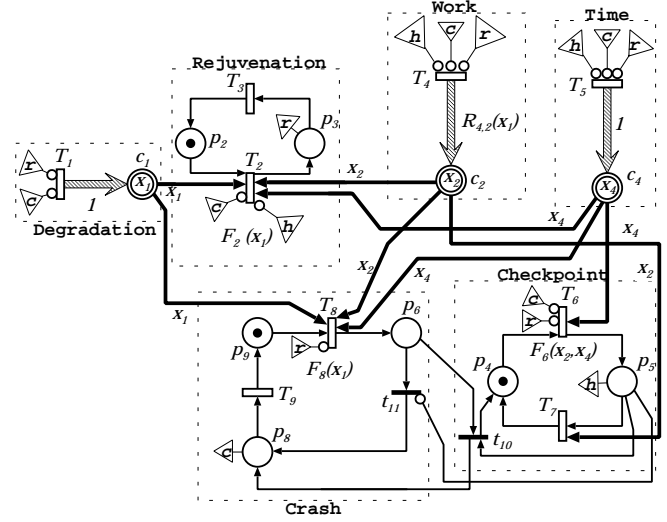 Work
Time
h c r
h c r
Rejuvenation
T3
T4
T5
p2
p3
r
R4,2(x1)
1
r
T1
c1
T2
x2
x2
c2
x4
c4
x1
x1
c
1
c
h
Degradation
F2 (x1)
x4
x4
x2
x4
x2
Checkpoint
x1
T8
p6
c
T6
r
p9
r
F8(x1)
p4
F6(x2,x4)
p5
h
T9
t11
T7
p8
c
t10
Crash